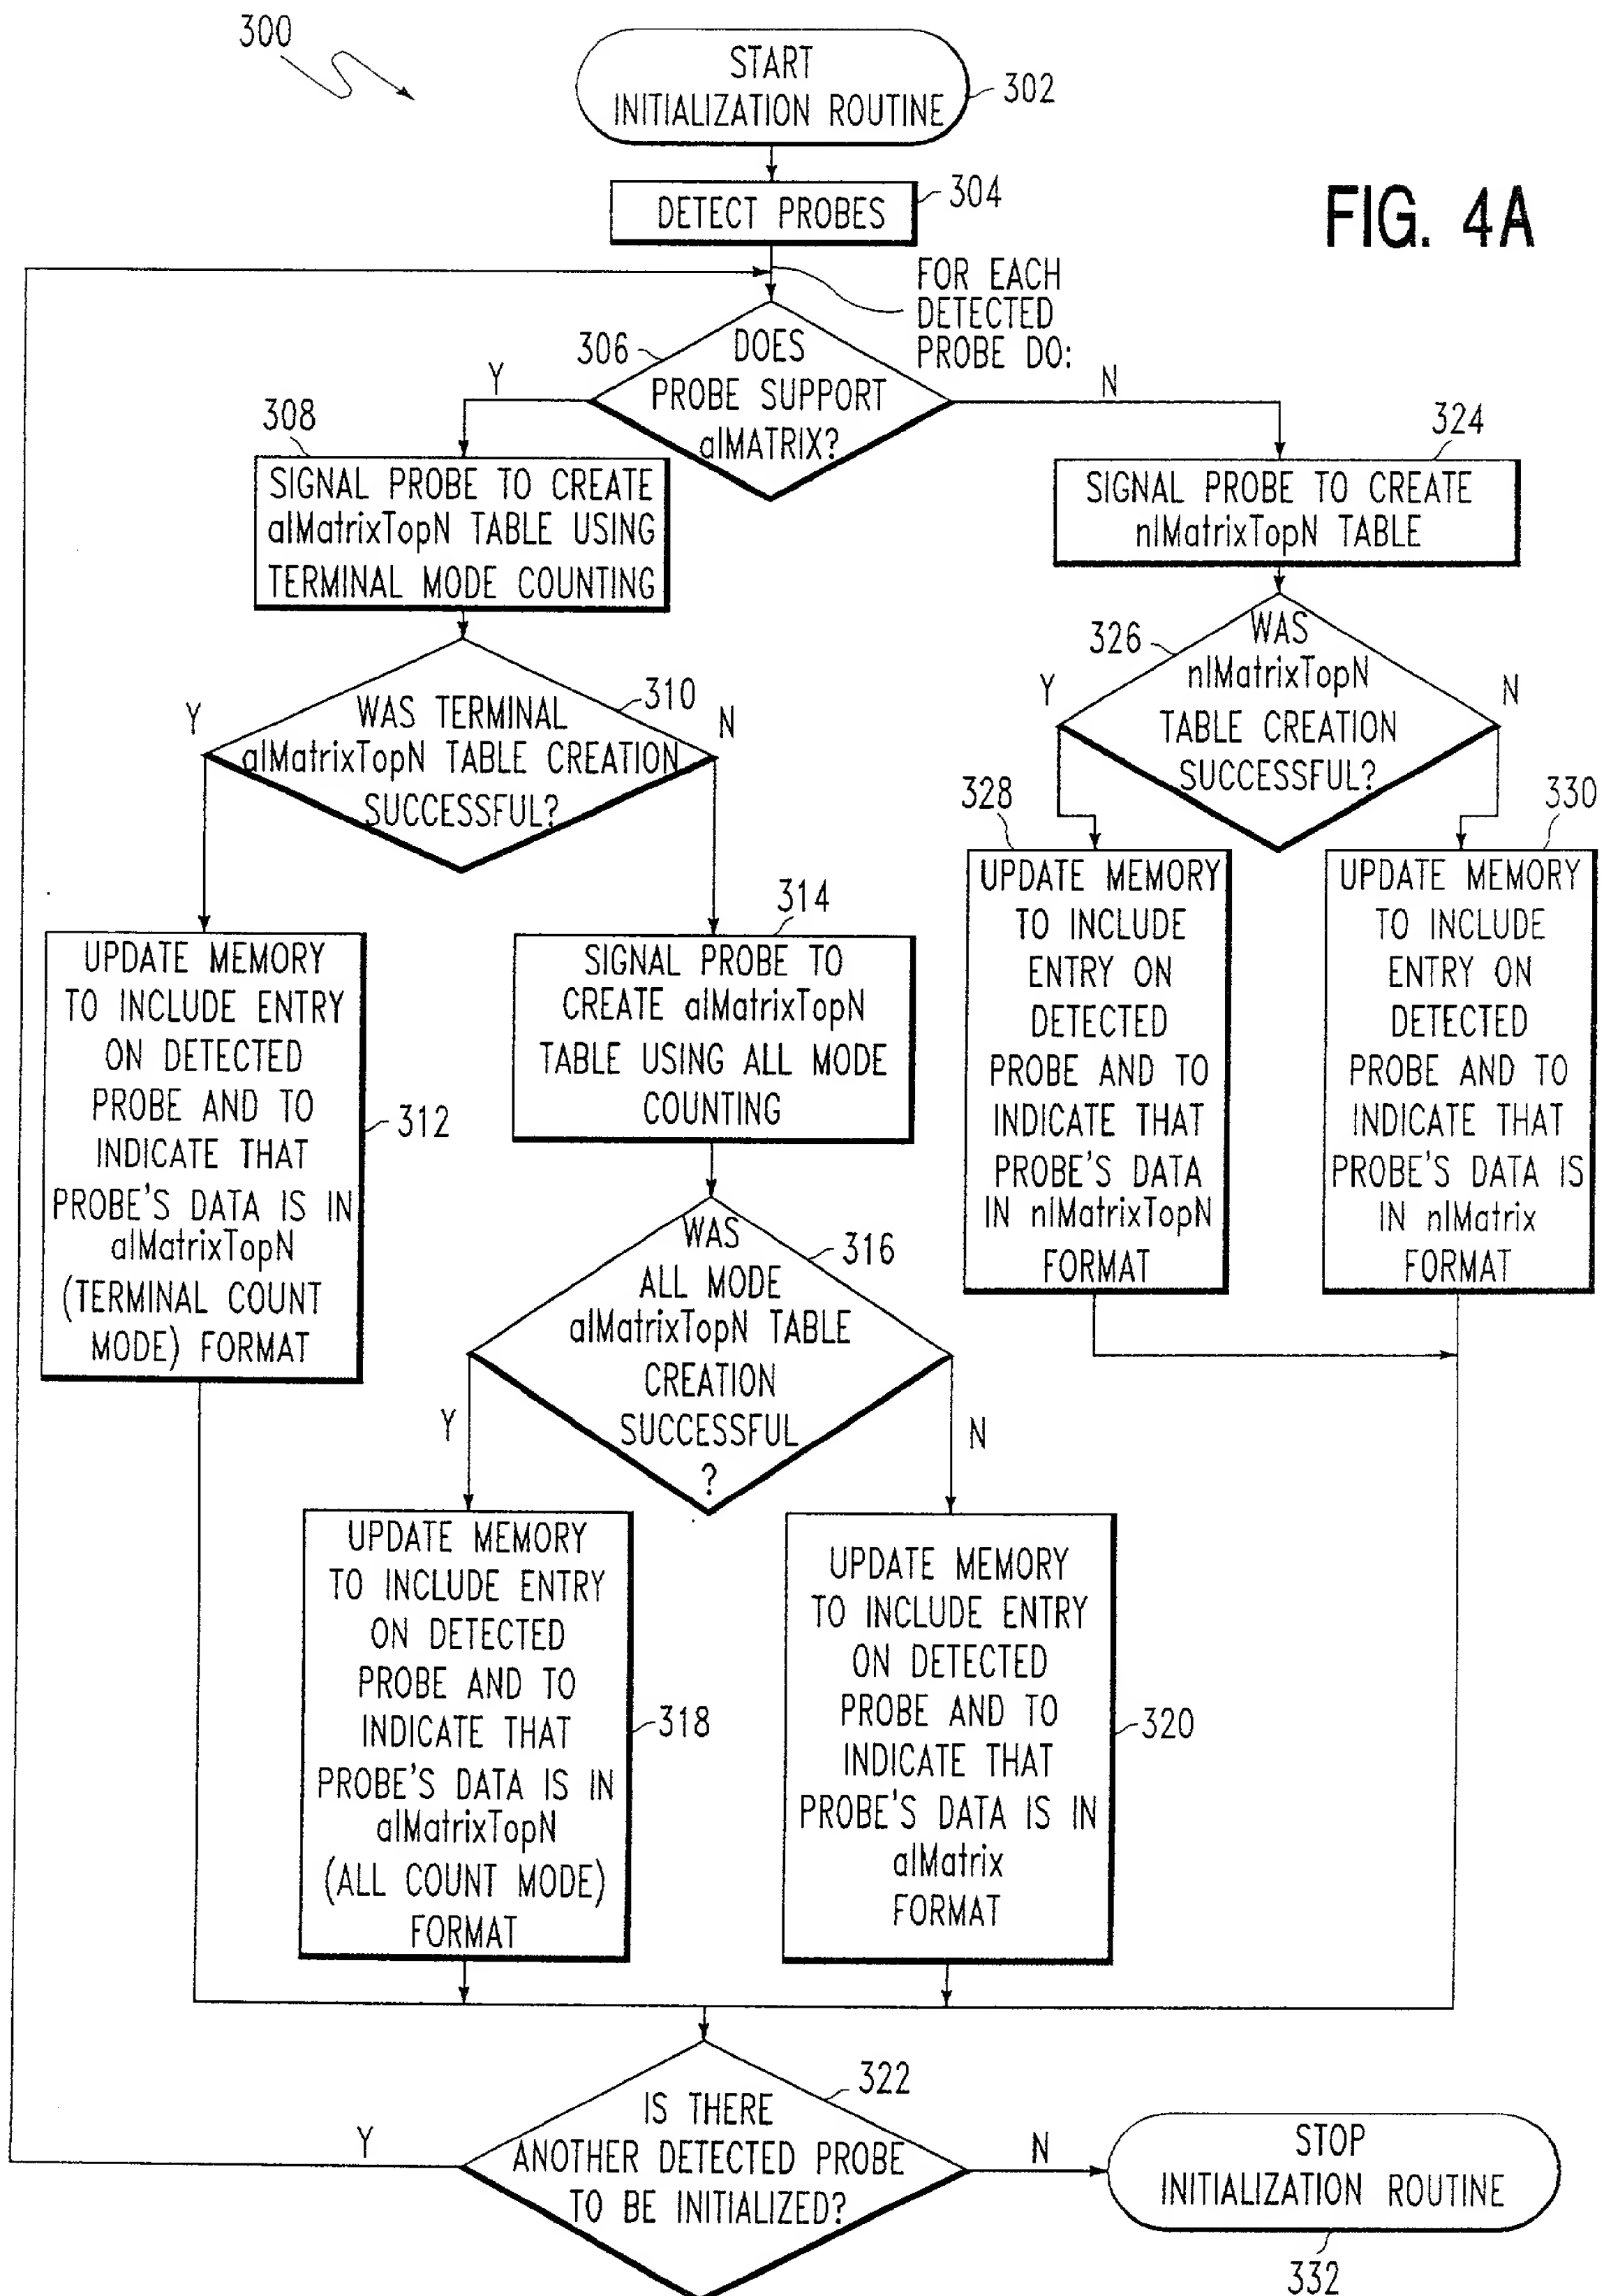 300
START
INITIALIZATION ROUTINE
302
DETECT PROBES
304
FIG. 4A
FOR EACH
DETECTED
PROBE DO:
306
DOES
PROBE SUPPORT
alMATRIX?
Y
N
308
SIGNAL PROBE TO CREATE
alMatrixTopN TABLE USING
TERMINAL MODE COUNTING
324
SIGNAL PROBE TO CREATE
nlMatrixTopN TABLE
310
WAS TERMINAL
alMatrixTopN TABLE CREATION
SUCCESSFUL?
Y
N
326
WAS
nlMatrixTopN
TABLE CREATION
SUCCESSFUL?
Y
N
312
UPDATE MEMORY
TO INCLUDE ENTRY
ON DETECTED
PROBE AND TO
INDICATE THAT
PROBE'S DATA IS IN
alMatrixTopN
(TERMINAL COUNT
MODE) FORMAT
314
SIGNAL PROBE TO
CREATE alMatrixTopN
TABLE USING ALL MODE
COUNTING
328
UPDATE MEMORY
TO INCLUDE
ENTRY ON
DETECTED
PROBE AND TO
INDICATE THAT
PROBE'S DATA
IN nlMatrixTopN
FORMAT
330
UPDATE MEMORY
TO INCLUDE
ENTRY ON
DETECTED
PROBE AND TO
INDICATE THAT
PROBE'S DATA IS
IN nlMatrix
FORMAT
316
WAS
ALL MODE
alMatrixTopN TABLE
CREATION
SUCCESSFUL
?
Y
N
318
UPDATE MEMORY
TO INCLUDE ENTRY
ON DETECTED
PROBE AND TO
INDICATE THAT
PROBE'S DATA IS IN
alMatrixTopN
(ALL COUNT MODE)
FORMAT
320
UPDATE MEMORY
TO INCLUDE ENTRY
ON DETECTED
PROBE AND TO
INDICATE THAT
PROBE'S DATA IS IN
alMatrix
FORMAT
322
IS THERE
ANOTHER DETECTED PROBE
TO BE INITIALIZED?
Y
N
STOP
INITIALIZATION ROUTINE
332